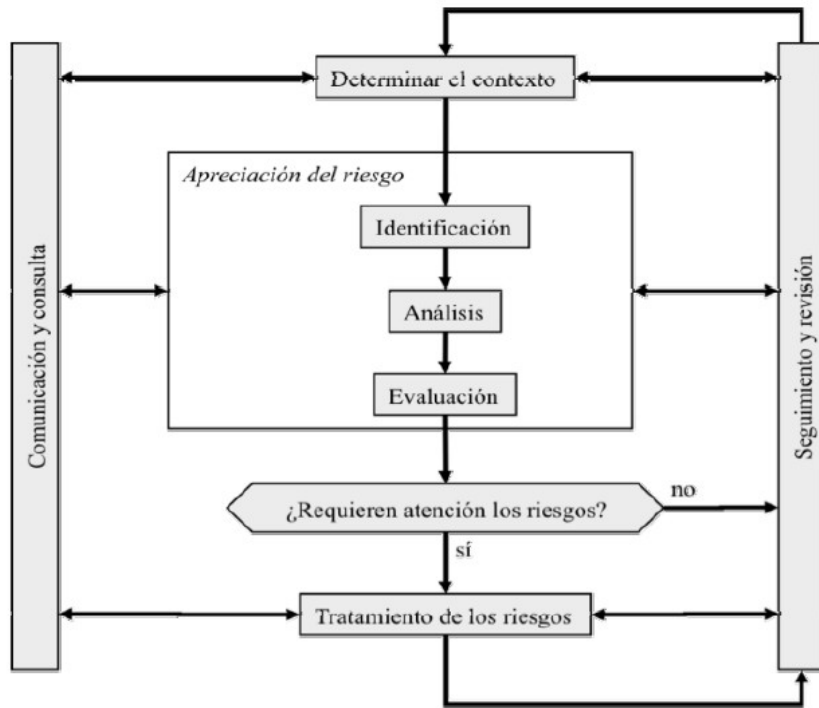 Determinar el contexto
Apreciación del riesgo
Identificación
Análisis
Evaluación
¿Requieren atención los riesgos?
no
sí
Tratamiento de los riesgos
Comunicación y consulta
Seguimiento y revisión